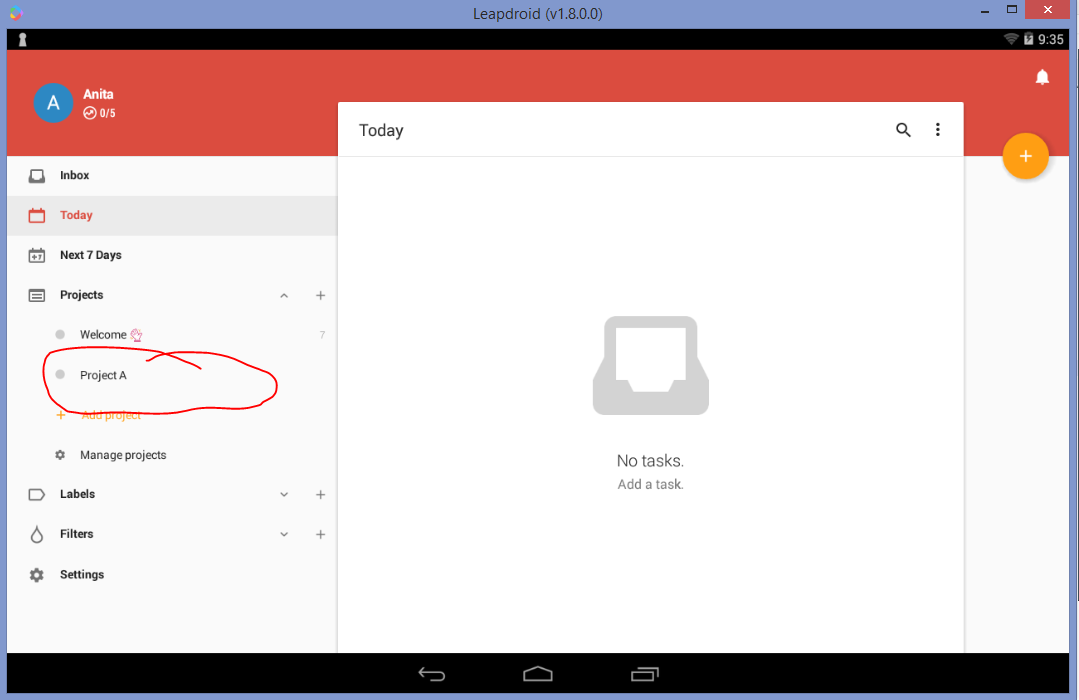 Leapdroid (v1.8.0.0)
9:35
A
Anita
0/5
Today
Inbox
Today
Next 7 Days
Projects
Welcome
7
Project A
Add project
Manage projects
Labels
Filters
Settings
No tasks.
Add a task.